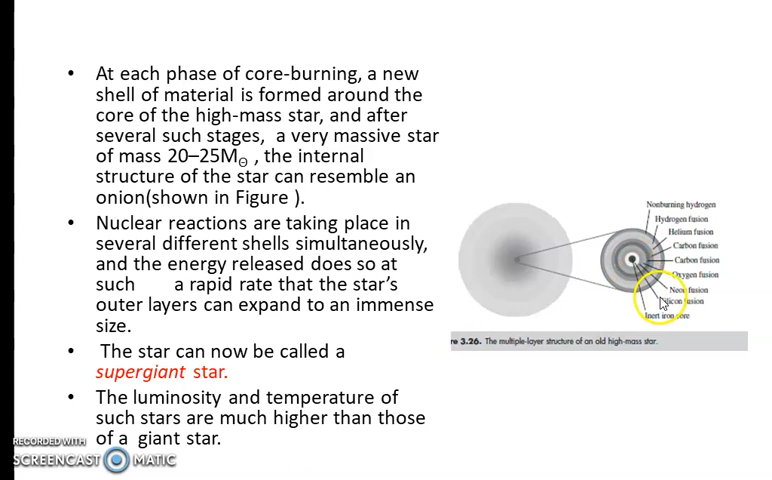 • At each phase of core-burning, a new
shell of material is formed around the
core of the high-mass star, and after
several such stages, a very massive star
of mass 20–25M⊙ , the internal
structure of the star can resemble an
onion(shown in Figure ).
• Nuclear reactions are taking place in
several different shells simultaneously,
and the energy released does so at
such a rapid rate that the star's
outer layers can expand to an immense
size.
• The star can now be called a
supergiant star.
• The luminosity and temperature of
such stars are much higher than those
of a giant star.
Nonburning hydrogen
Hydrogen fusion
Helium fusion
Carbon fusion
Carbon fusion
Oxygen fusion
Neon fusion
Silicon fusion
Inert iron core
re 3.26. The multiple-layer structure of an old high-mass star.
RECORDED WITH
SCREENCAST MATIC